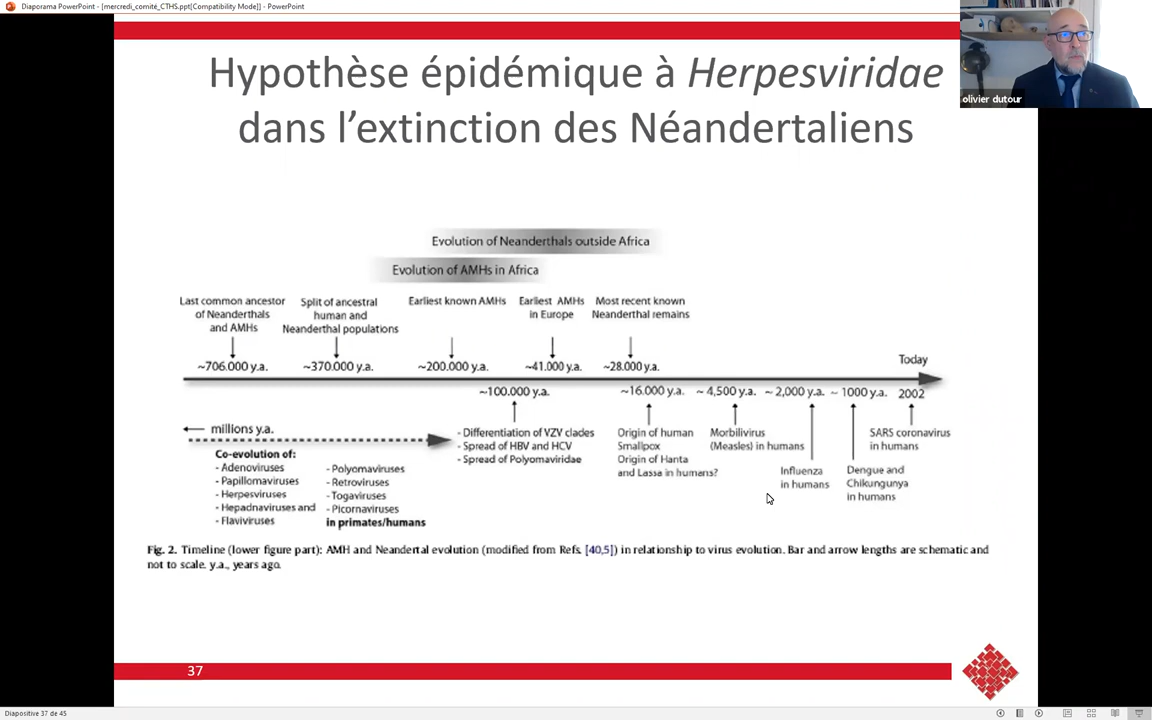 Diaporama PowerPoint - [mercredi_comité_CTHS.ppt[Compatibility Mode]] - PowerPoint
olivier dutour
Hypothèse épidémique à Herpesviridae
dans l’extinction des Néandertaliens
Evolution of Neanderthals outside Africa
Evolution of AMHs in Africa
Last common ancestor
of Neanderthals
and AMHs
Split of ancestral
human and
Neanderthal populations
Earliest known AMHs
Earliest AMHs
in Europe
Most recent known
Neanderthal remains
~706.000 y.a.
~370.000 y.a.
~200.000 y.a.
~41.000 y.a.
~28.000 y.a.
Today
~100.000 y.a.
~16.000 y.a.
~ 4,500 y.a.
~ 2,000 y.a.
~ 1000 y.a.
2002
millions y.a.
Co-evolution of:
- Adenoviruses
- Papillomaviruses
- Herpesviruses
- Hepadnaviruses and
- Flaviviruses
- Polyomaviruses
- Retroviruses
- Togaviruses
- Picornaviruses
in primates/humans
- Differentiation of VZV clades
- Spread of HBV and HCV
- Spread of Polyomaviridae
Origin of human
Smallpox
Origin of Hanta
and Lassa in humans?
Morbilivirus
(Measles) in humans
Influenza
in humans
Dengue and
Chikungunya
in humans
SARS coronavirus
in humans
Fig. 2. Timeline (lower figure part): AMH and Neandertal evolution (modified from Refs. [40,5]) in relationship to virus evolution. Bar and arrow lengths are schematic and
not to scale. y.a., years ago.
37
Diapositive 37 de 45